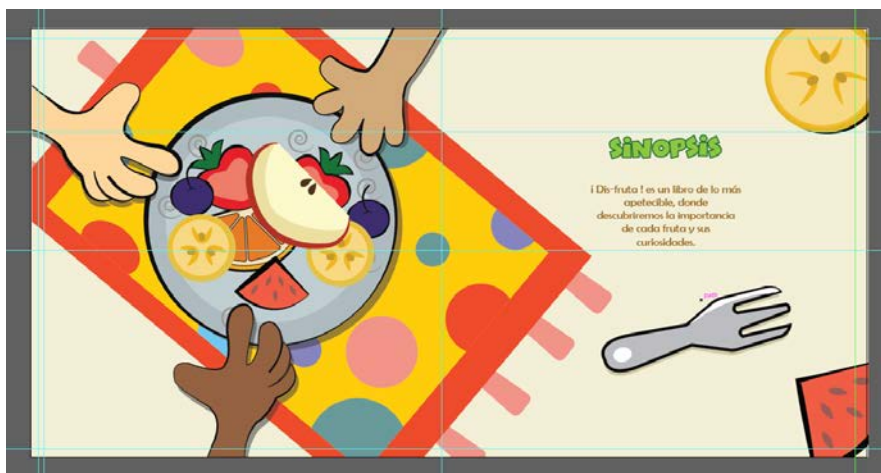 SiNOPSiS
¡ Dis-fruta ! es un libro de lo más
apetecible, donde
descubriremos la importancia
de cada fruta y sus
curiosidades.